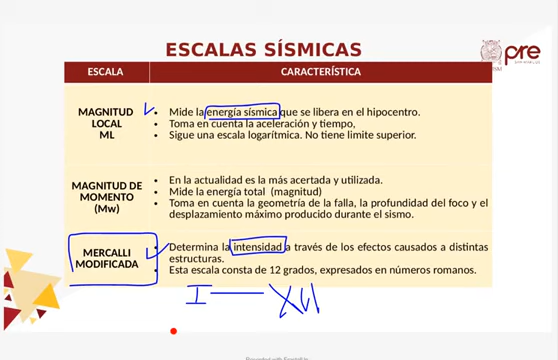 ESCALAS SÍSMICAS
pre
ESCALA
CARACTERÍSTICA
MAGNITUD
LOCAL
ML
• Mide la energía sísmica que se libera en el hipocentro.
• Toma en cuenta la aceleración y tiempo,
• Sigue una escala logarítmica. No tiene limite superior.
MAGNITUD DE
MOMENTO
(Mw)
• En la actualidad es la más acertada y utilizada.
• Mide la energía total (magnitud)
• Toma en cuenta la geometría de la falla, la profundidad del foco y el
desplazamiento máximo producido durante el sismo.
MERCALLI
MODIFICADA
Determina la intensidad a través de los efectos causados a distintas
estructuras.
• Esta escala consta de 12 grados, expresados en números romanos.